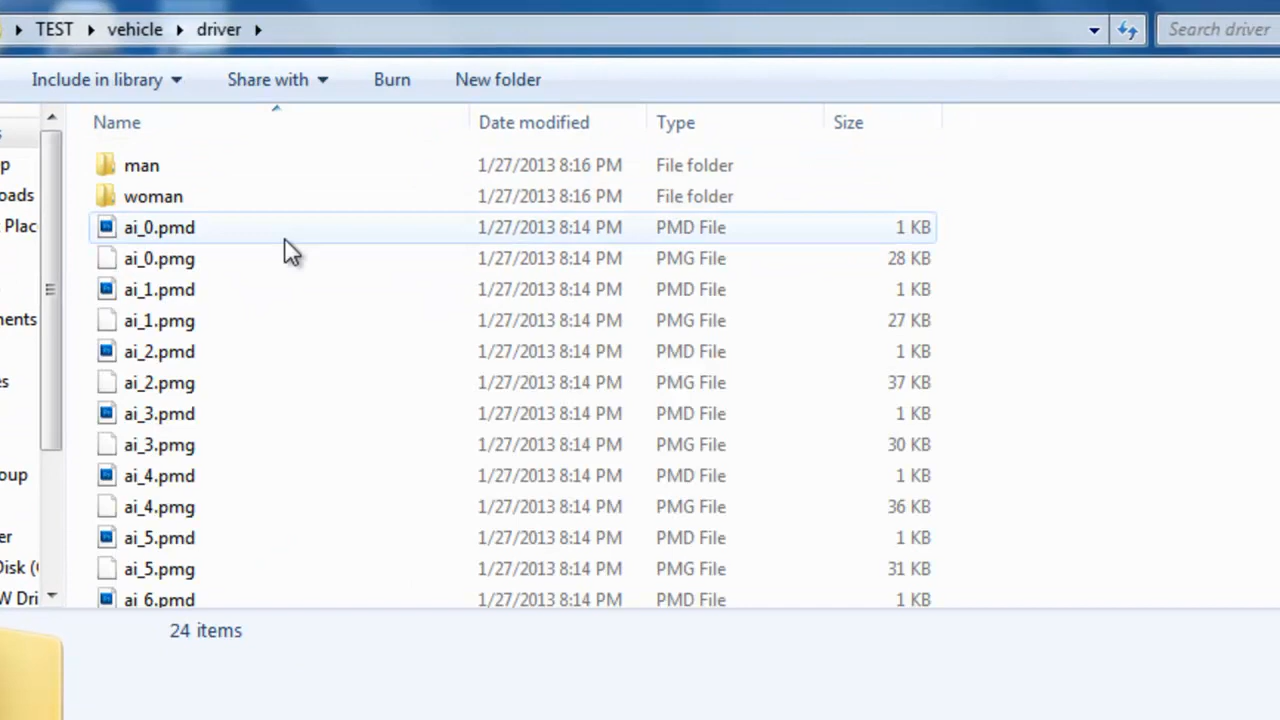 TEST vehicle driver Search driver
Include in library Share with Burn New folder
Name Date modified Type Size
man 1/27/2013 8:16 PM File folder
woman 1/27/2013 8:16 PM File folder
ai_0.pmd 1/27/2013 8:14 PM PMD File 1 KB
ai_0.pmg 1/27/2013 8:14 PM PMG File 28 KB
ai_1.pmd 1/27/2013 8:14 PM PMD File 1 KB
ai_1.pmg 1/27/2013 8:14 PM PMG File 27 KB
ai_2.pmd 1/27/2013 8:14 PM PMD File 1 KB
ai_2.pmg 1/27/2013 8:14 PM PMG File 37 KB
ai_3.pmd 1/27/2013 8:14 PM PMD File 1 KB
ai_3.pmg 1/27/2013 8:14 PM PMG File 30 KB
ai_4.pmd 1/27/2013 8:14 PM PMD File 1 KB
ai_4.pmg 1/27/2013 8:14 PM PMG File 36 KB
ai_5.pmd 1/27/2013 8:14 PM PMD File 1 KB
ai_5.pmg 1/27/2013 8:14 PM PMG File 31 KB
ai_6.pmd 1/27/2013 8:14 PM PMD File 1 KB
s
p
oads
t Plac
ents
s
oup
er
Disk (
W Dri
24 items